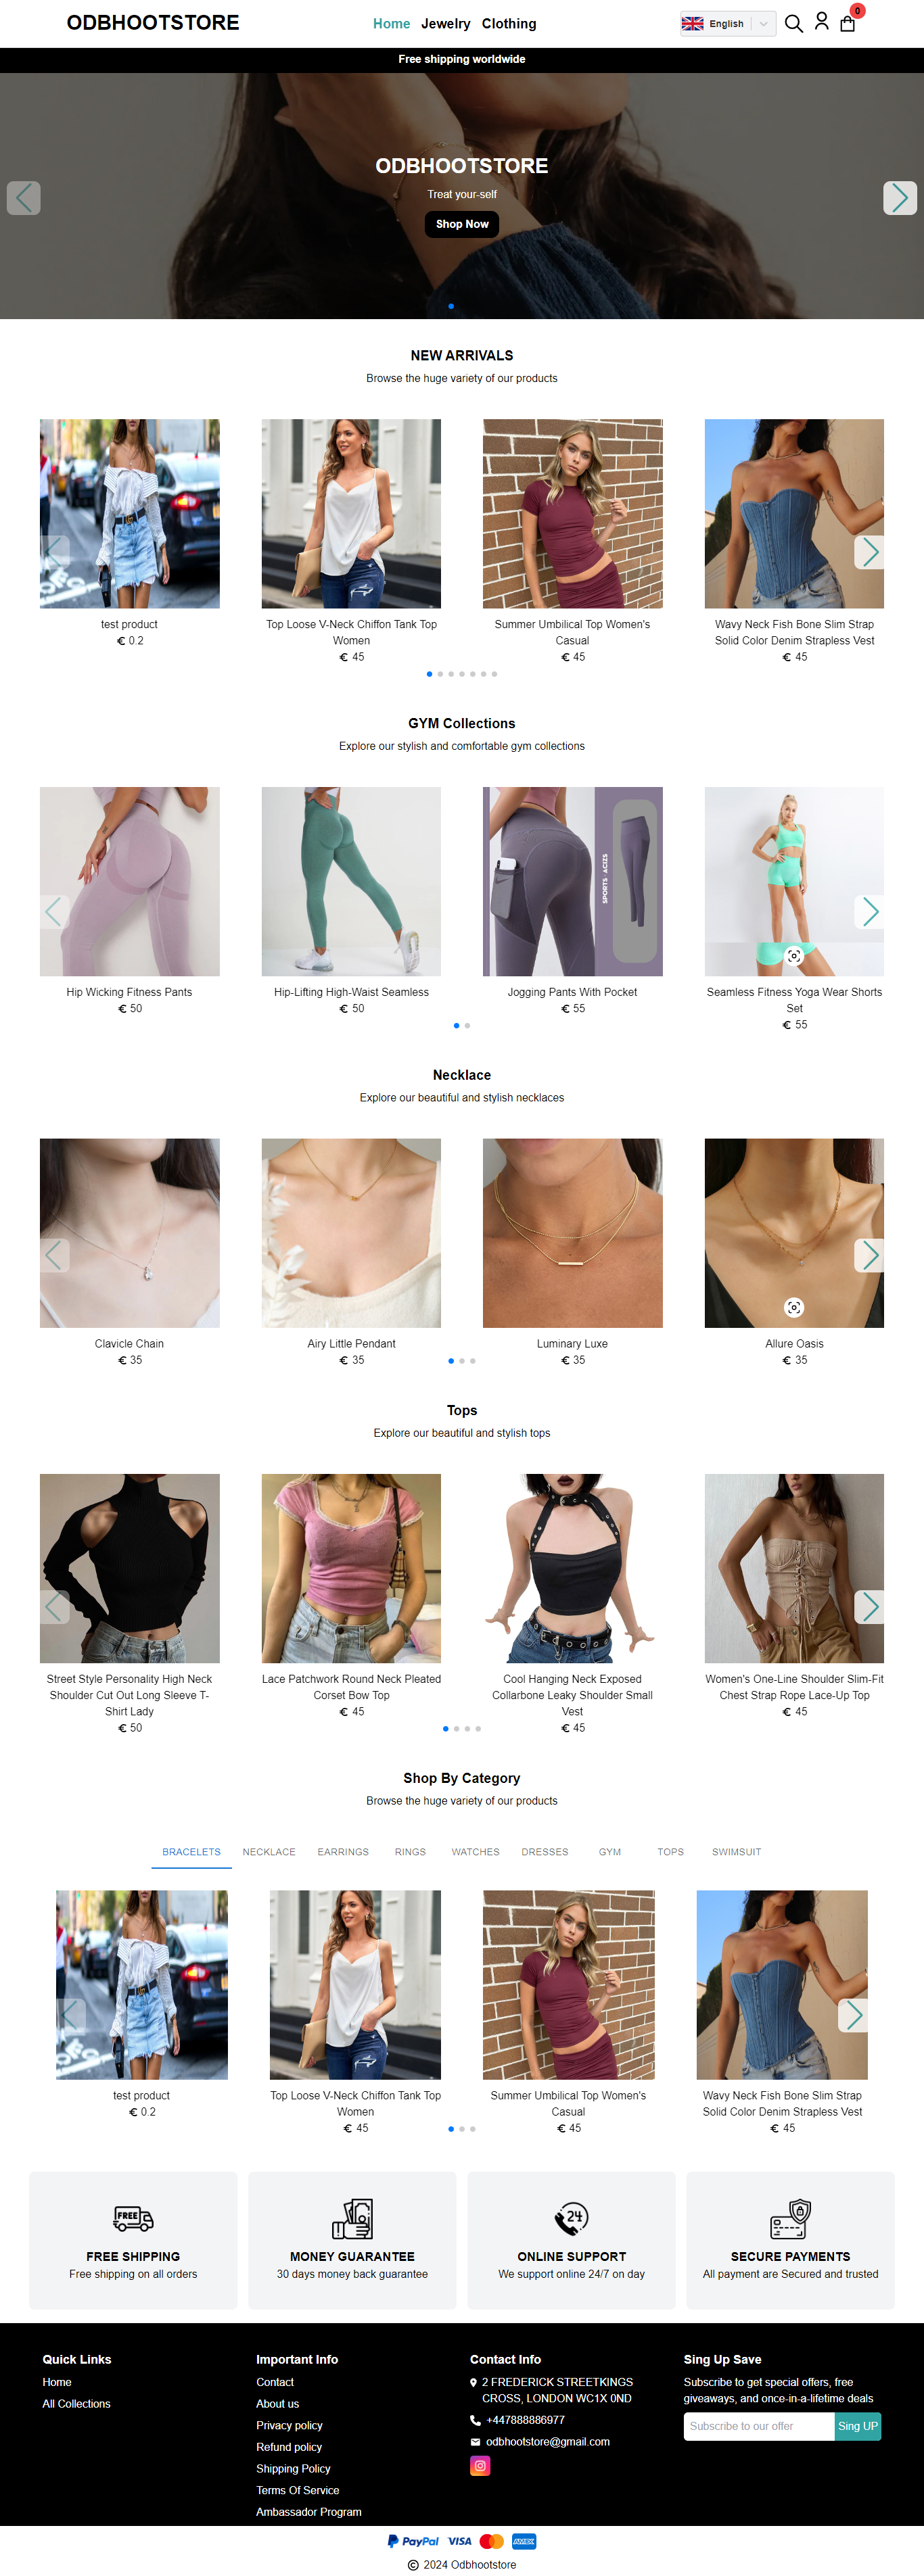 ODBHOOTSTORE
Home Jewelry Clothing
English
0
Free shipping worldwide
ODBHOOTSTORE
Treat your-self
Shop Now
NEW ARRIVALS
Browse the huge variety of our products
test product
€ 0.2
Top Loose V-Neck Chiffon Tank Top
Women
€ 45
Summer Umbilical Top Women's
Casual
€ 45
Wavy Neck Fish Bone Slim Strap
Solid Color Denim Strapless Vest
€ 45
GYM Collections
Explore our stylish and comfortable gym collections
SPORTS ACIZS
Hip Wicking Fitness Pants
€ 50
Hip-Lifting High-Waist Seamless
€ 50
Jogging Pants With Pocket
€ 55
Seamless Fitness Yoga Wear Shorts
Set
€ 55
Necklace
Explore our beautiful and stylish necklaces
Clavicle Chain
€ 35
Airy Little Pendant
€ 35
Luminary Luxe
€ 35
Allure Oasis
€ 35
Tops
Explore our beautiful and stylish tops
Street Style Personality High Neck
Shoulder Cut Out Long Sleeve T-
Shirt Lady
€ 50
Lace Patchwork Round Neck Pleated
Corset Bow Top
€ 45
Cool Hanging Neck Exposed
Collarbone Leaky Shoulder Small
Vest
€ 45
Women's One-Line Shoulder Slim-Fit
Chest Strap Rope Lace-Up Top
€ 45
Shop By Category
Browse the huge variety of our products
BRACELETS NECKLACE EARRINGS RINGS WATCHES DRESSES GYM TOPS SWIMSUIT
test product
€ 0.2
Top Loose V-Neck Chiffon Tank Top
Women
€ 45
Summer Umbilical Top Women's
Casual
€ 45
Wavy Neck Fish Bone Slim Strap
Solid Color Denim Strapless Vest
€ 45
FREE
FREE SHIPPING
Free shipping on all orders
MONEY GUARANTEE
30 days money back guarantee
24
ONLINE SUPPORT
We support online 24/7 on day
SECURE PAYMENTS
All payment are Secured and trusted
Quick Links
Home
All Collections
Important Info
Contact
About us
Privacy policy
Refund policy
Shipping Policy
Terms Of Service
Ambassador Program
Contact Info
2 FREDERICK STREETKINGS
CROSS, LONDON WC1X 0ND
+447888886977
odbhootstore@gmail.com
Sing Up Save
Subscribe to get special offers, free
giveaways, and once-in-a-lifetime deals
Subscribe to our offer
Sing UP
PayPal VISA AMEX
© 2024 Odbhootstore